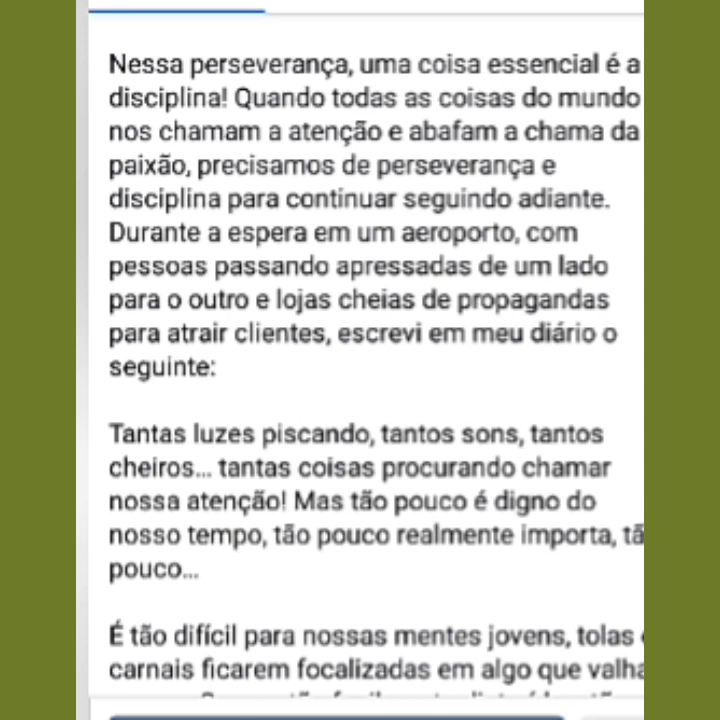 Nessa perseverança, uma coisa essencial é a
disciplina! Quando todas as coisas do mundo
nos chamam a atenção e abafam a chama da
paixão, precisamos de perseverança e
disciplina para continuar seguindo adiante.
Durante a espera em um aeroporto, com
pessoas passando apressadas de um lado
para o outro e lojas cheias de propagandas
para atrair clientes, escrevi em meu diário o
seguinte:
Tantas luzes piscando, tantos sons, tantos
cheiros... tantas coisas procurando chamar
nossa atenção! Mas tão pouco é digno do
nosso tempo, tão pouco realmente importa, tã
pouco...
É tão difícil para nossas mentes jovens, tolas
carnais ficarem focalizadas em algo que valha